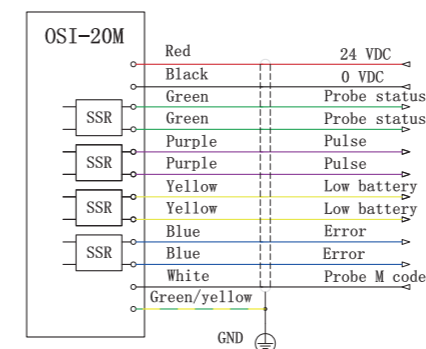 OSI-20M
Red 24 VDC
Black 0 VDC
Green Probe status
SSR
Green Probe status
Purple Pulse
SSR
Purple Pulse
Yellow Low battery
SSR
Yellow Low battery
Blue Error
SSR
Blue Error
White Probe M code
Green/yellow
GND